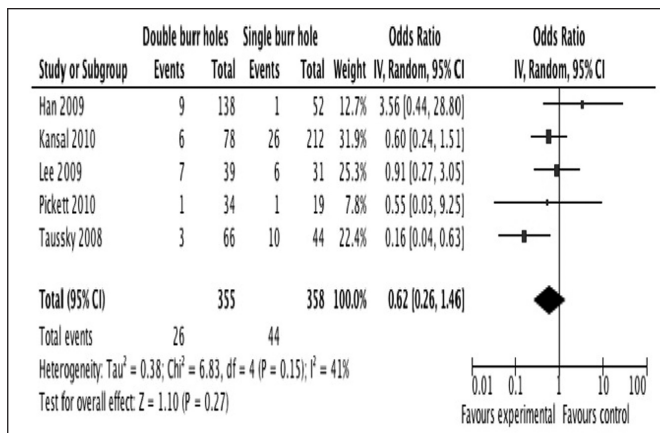 Double burr holes Single burr hole Odds Ratio Odds Ratio
Study or Subgroup Events Total Events Total Weight IV, Random, 95% CI IV, Random, 95% CI
Han 2009 9 138 1 52 12.7% 3.56 [0.44, 28.80]
Kansal 2010 6 78 26 212 31.9% 0.60 [0.24, 1.51]
Lee 2009 7 39 6 31 25.3% 0.91 [0.27, 3.05]
Pickett 2010 1 34 1 19 7.8% 0.55 [0.03, 9.25]
Taussky 2008 3 66 10 44 22.4% 0.16 [0.04, 0.63]
Total (95% CI) 355 358 100.0% 0.62 [0.26, 1.46]
Total events 26 44
Heterogeneity: Tau² = 0.38; Chi² = 6.83, df = 4 (P = 0.15); I² = 41%
Test for overall effect: Z = 1.10 (P = 0.27)
0.01 0.1 1 10 100
Favours experimental Favours control